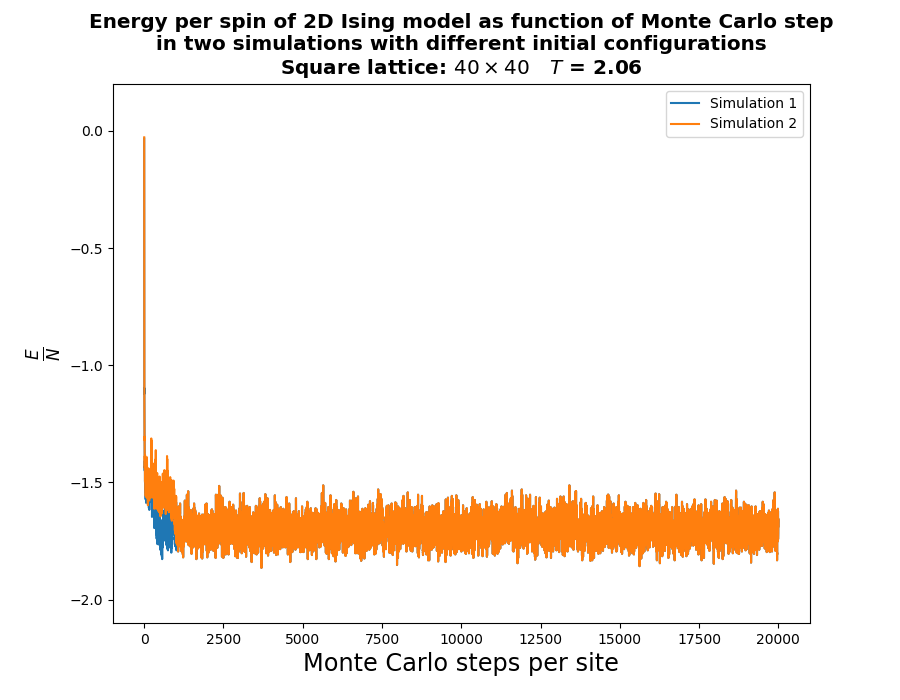 Energy per spin of 2D Ising model as function of Monte Carlo step
in two simulations with different initial configurations
Square lattice: 40 × 40 T = 2.06
Simulation 1
Simulation 2
0.0
−0.5
−1.0
−1.5
−2.0
E
N
0 2500 5000 7500 10000 12500 15000 17500 20000
Monte Carlo steps per site